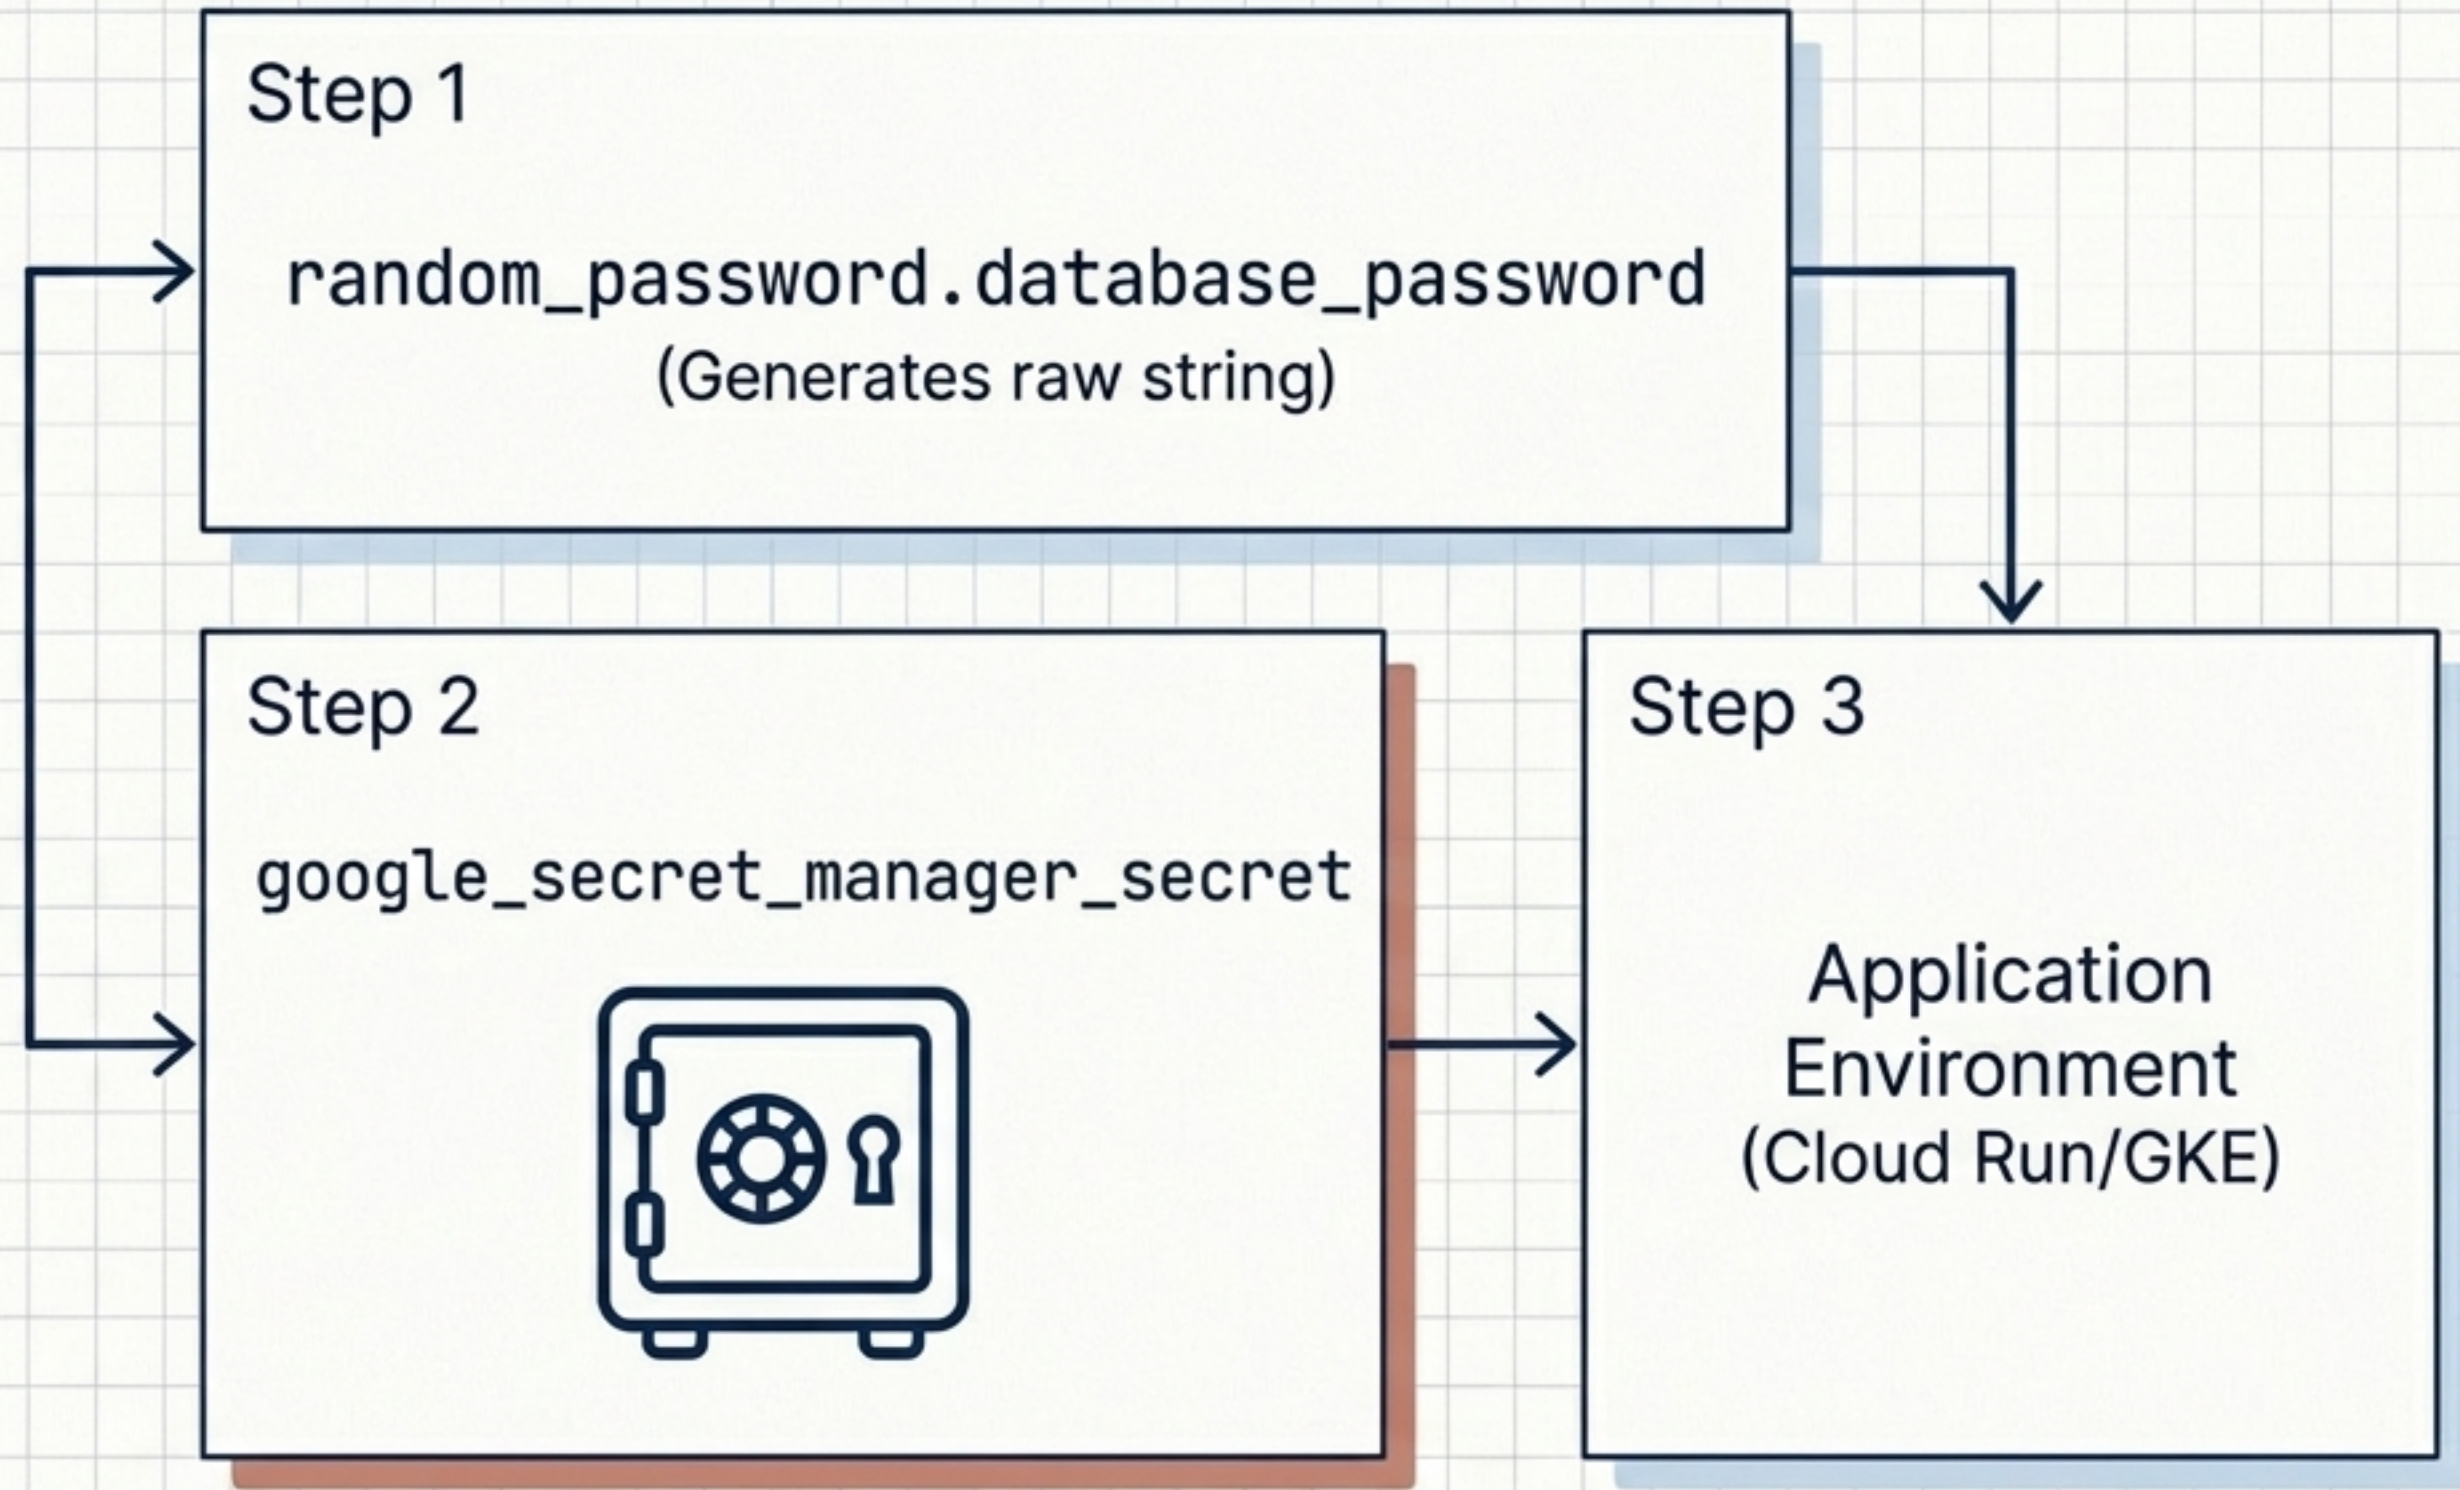 Step 1
random_password.database_password
(Generates raw string)
Step 2
google_secret_manager_secret
Step 3
Application
Environment
(Cloud Run/GKE)